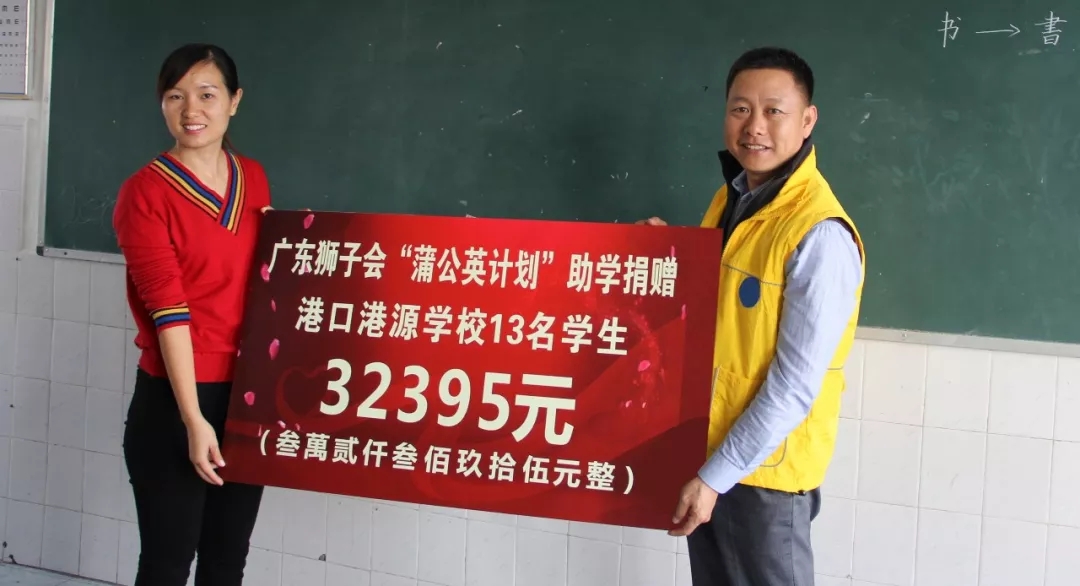 书→書
广东狮子会“蒲公英计划”助学捐赠
港口港源学校13名学生
32395元
（叁萬贰仟叁佰玖拾伍元整）